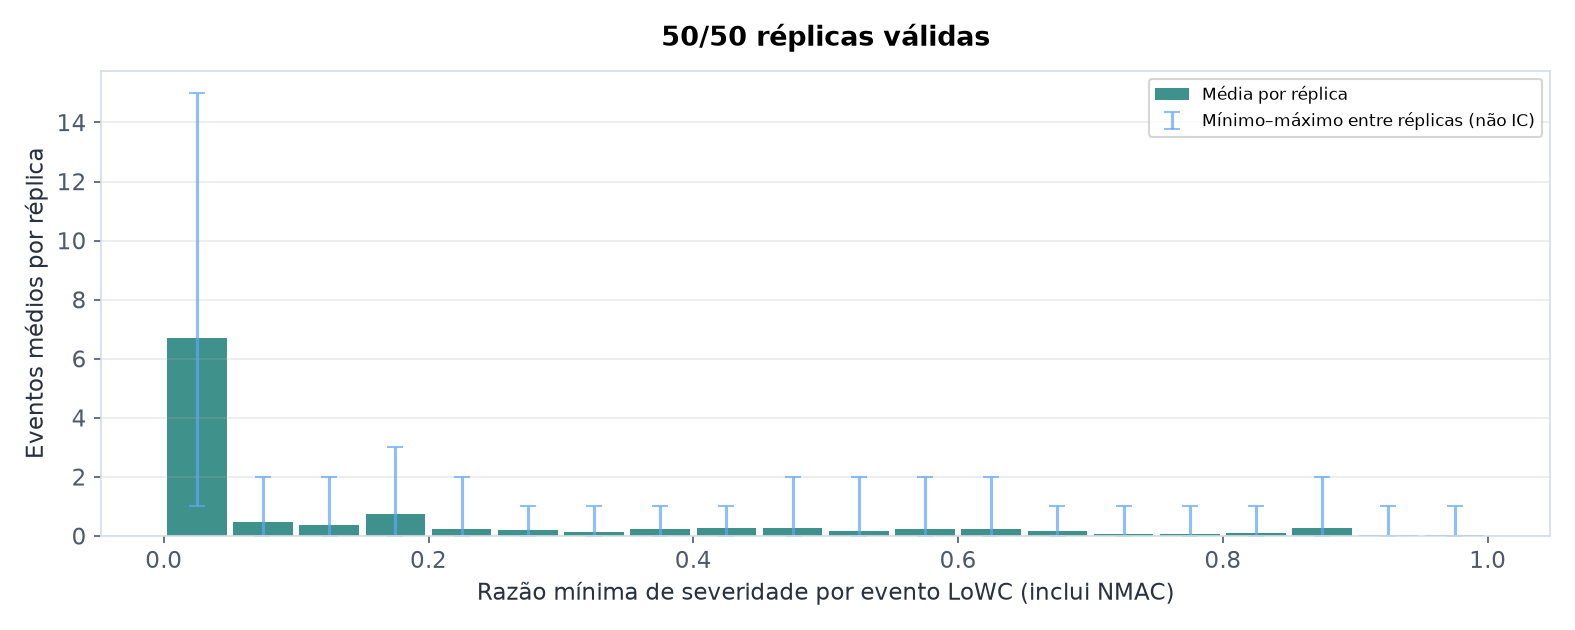 50/50 réplicas válidas
Média por réplica
Mínimo–máximo entre réplicas (não IC)
Eventos médios por réplica
14
12
10
8
6
4
2
0
0.0 0.2 0.4 0.6 0.8 1.0
Razão mínima de severidade por evento LoWC (inclui NMAC)